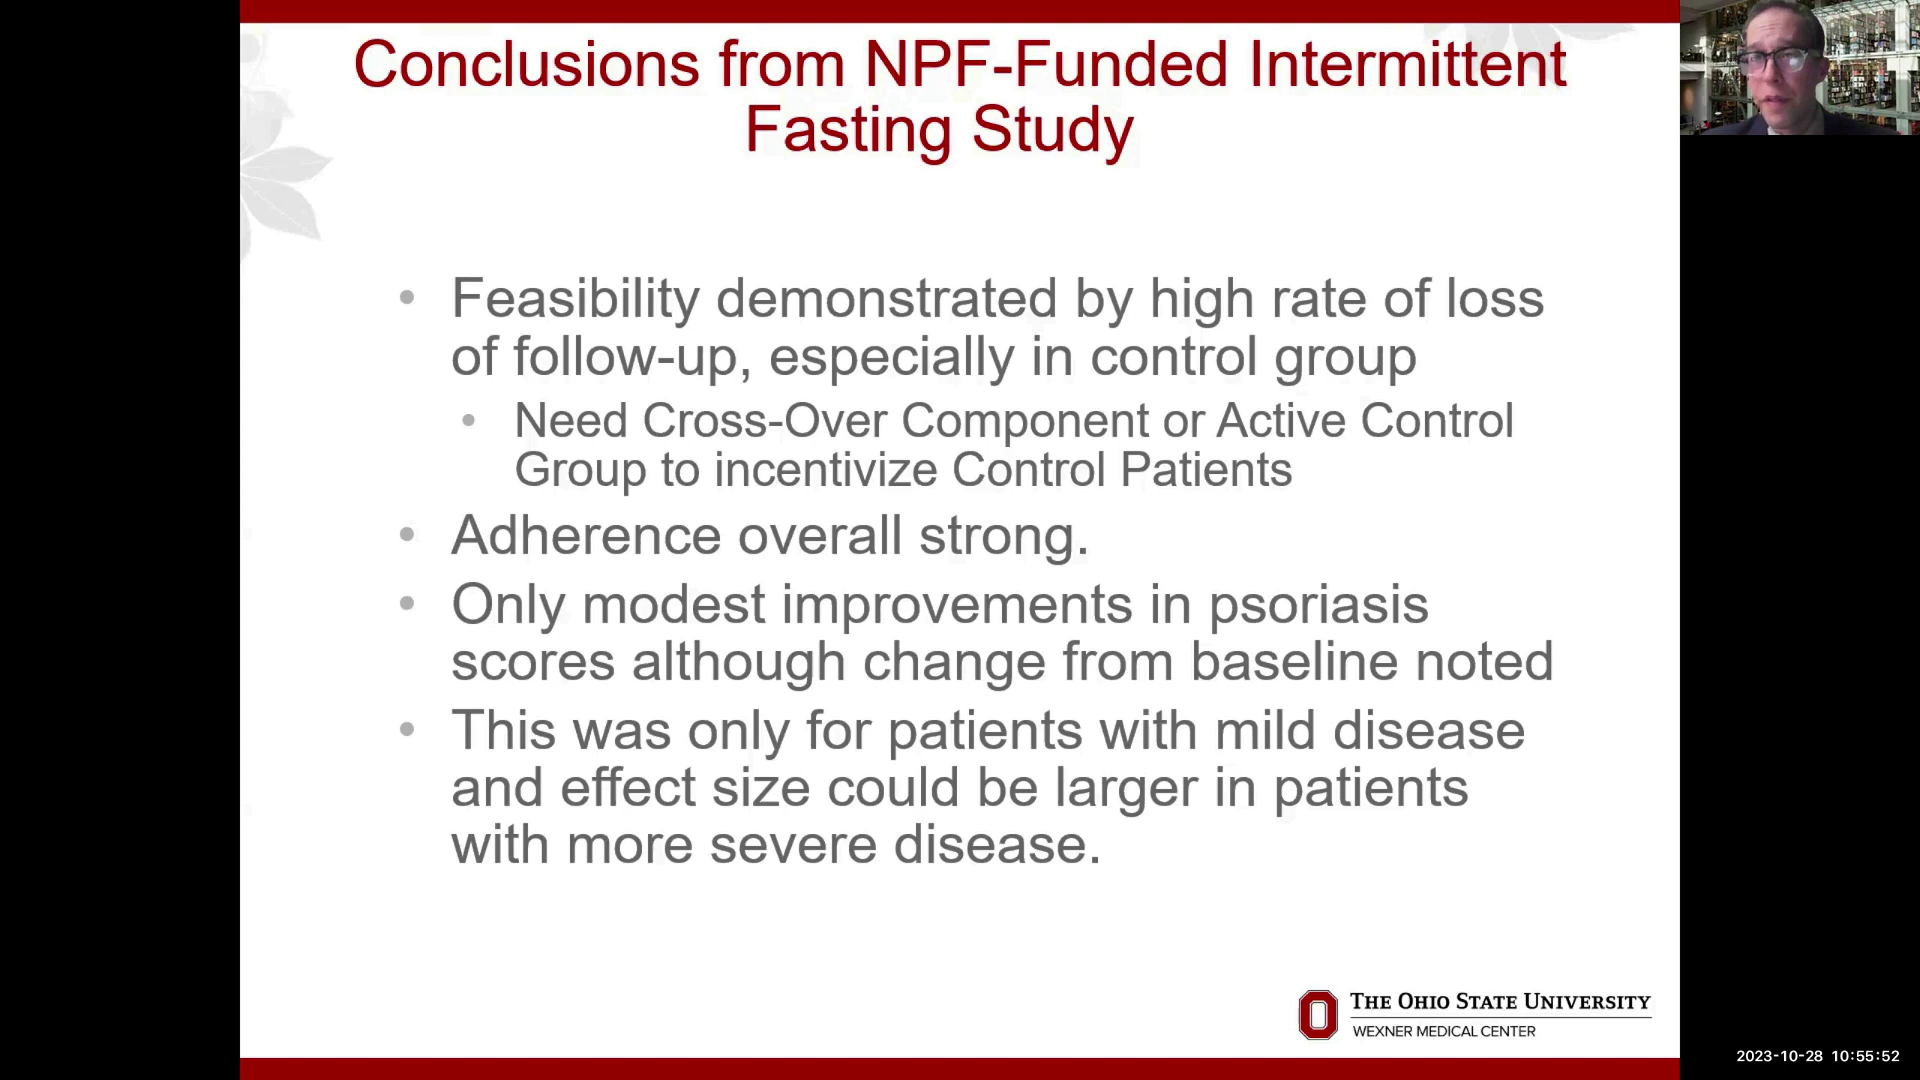 Conclusions from NPF-Funded Intermittent
Fasting Study
• Feasibility demonstrated by high rate of loss
of follow-up, especially in control group
• Need Cross-Over Component or Active Control
Group to incentivize Control Patients
• Adherence overall strong.
• Only modest improvements in psoriasis
scores although change from baseline noted
• This was only for patients with mild disease
and effect size could be larger in patients
with more severe disease.
THE OHIO STATE UNIVERSITY
WEXNER MEDICAL CENTER
2023-10-28 10:55:52